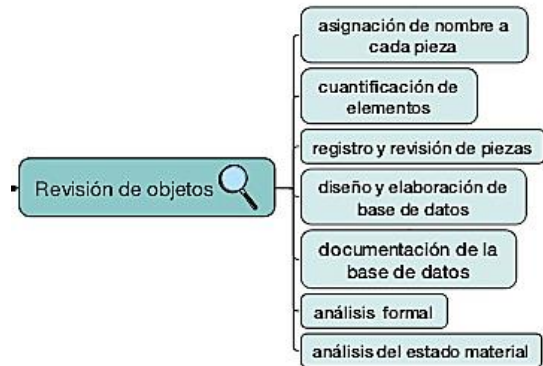 Revisión de objetos
asignación de nombre a
cada pieza
cuantificación de
elementos
registro y revisión de piezas
diseño y elaboración de
base de datos
documentación de la
base de datos
análisis formal
análisis del estado material